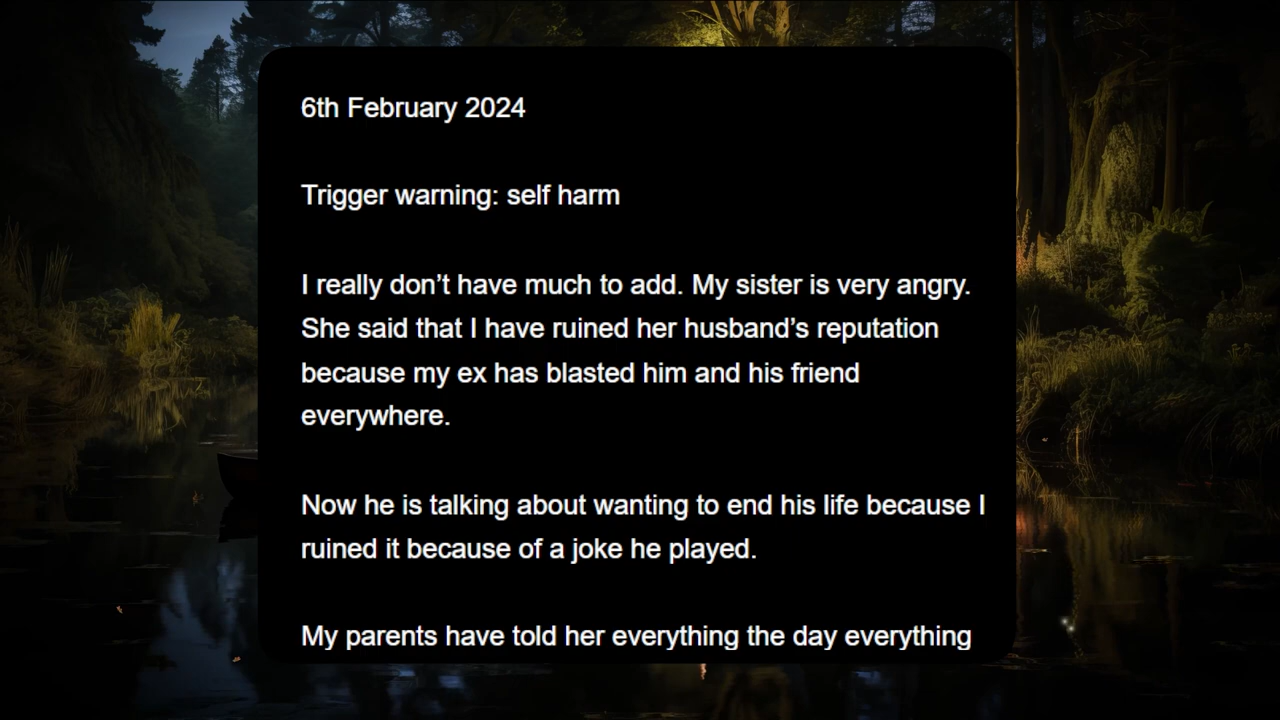 6th February 2024
Trigger warning: self harm
I really don’t have much to add. My sister is very angry.
She said that I have ruined her husband’s reputation
because my ex has blasted him and his friend
everywhere.
Now he is talking about wanting to end his life because I
ruined it because of a joke he played.
My parents have told her everything the day everything